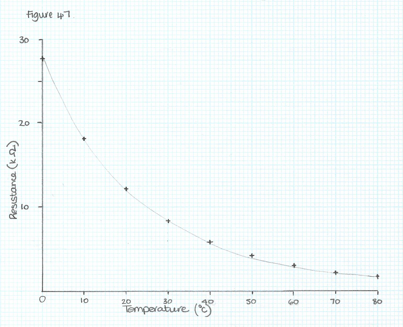 Figure 47
30
20
10
Resistance (kΩ)
0 10 20 30 40 50 60 70 80
Temperature (°C)